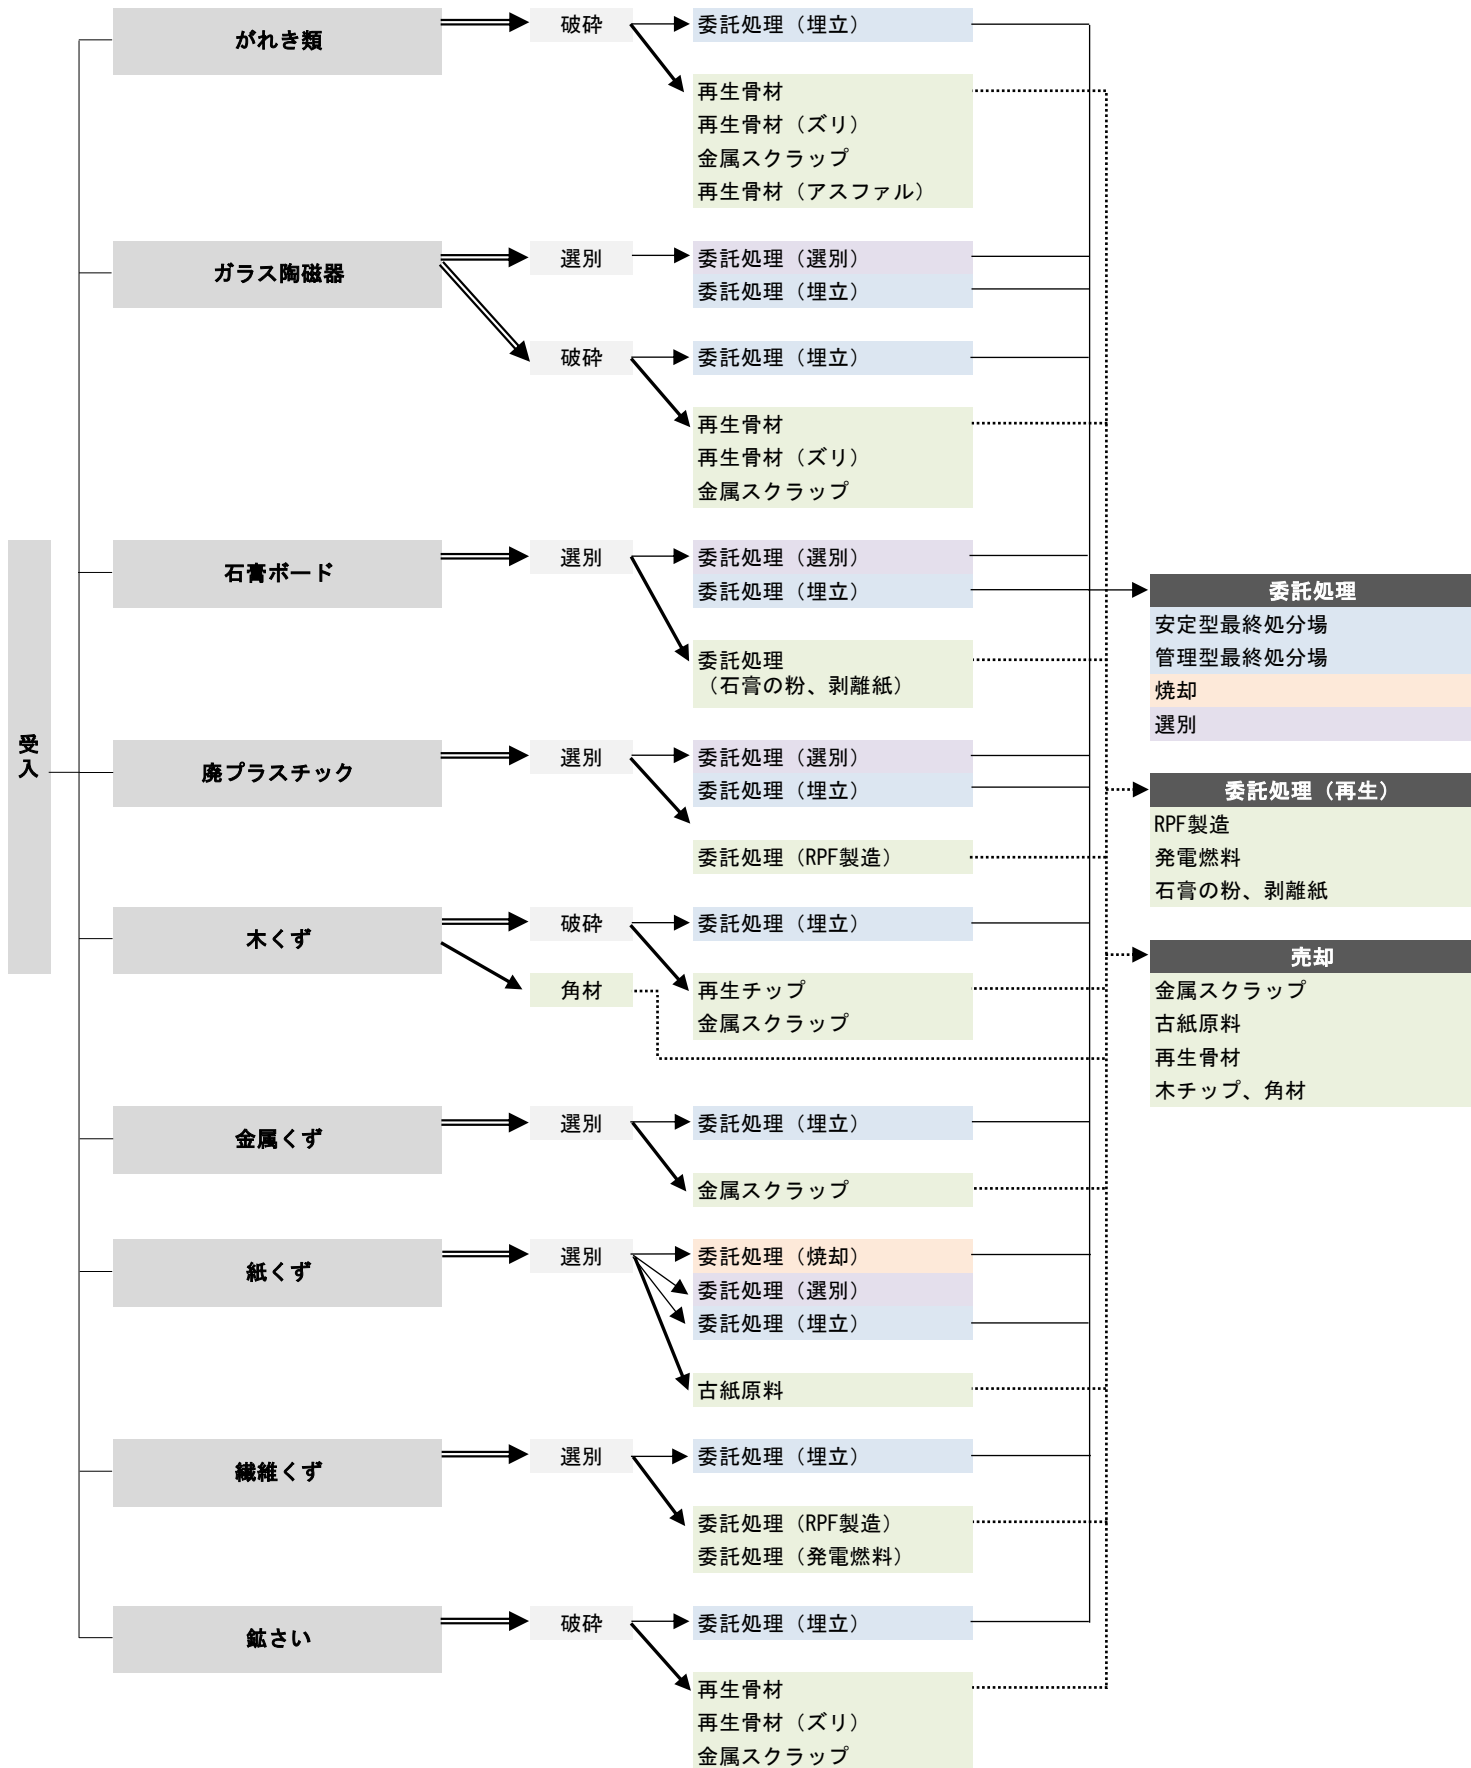 受入
がれき類
破砕
委託処理（埋立）
再生骨材
再生骨材（ズリ）
金属スクラップ
再生骨材（アスファル）
ガラス陶磁器
選別
委託処理（選別）
委託処理（埋立）
破砕
委託処理（埋立）
再生骨材
再生骨材（ズリ）
金属スクラップ
石膏ボード
選別
委託処理（選別）
委託処理（埋立）
委託処理
（石膏の粉、剥離紙）
廃プラスチック
選別
委託処理（選別）
委託処理（埋立）
委託処理（RPF製造）
木くず
破砕
委託処理（埋立）
角材
再生チップ
金属スクラップ
金属くず
選別
委託処理（埋立）
金属スクラップ
紙くず
選別
委託処理（焼却）
委託処理（選別）
委託処理（埋立）
古紙原料
繊維くず
選別
委託処理（埋立）
委託処理（RPF製造）
委託処理（発電燃料）
鉱さい
破砕
委託処理（埋立）
再生骨材
再生骨材（ズリ）
金属スクラップ
委託処理
安定型最終処分場
管理型最終処分場
焼却
選別
委託処理（再生）
RPF製造
発電燃料
石膏の粉、剥離紙
売却
金属スクラップ
古紙原料
再生骨材
木チップ、角材